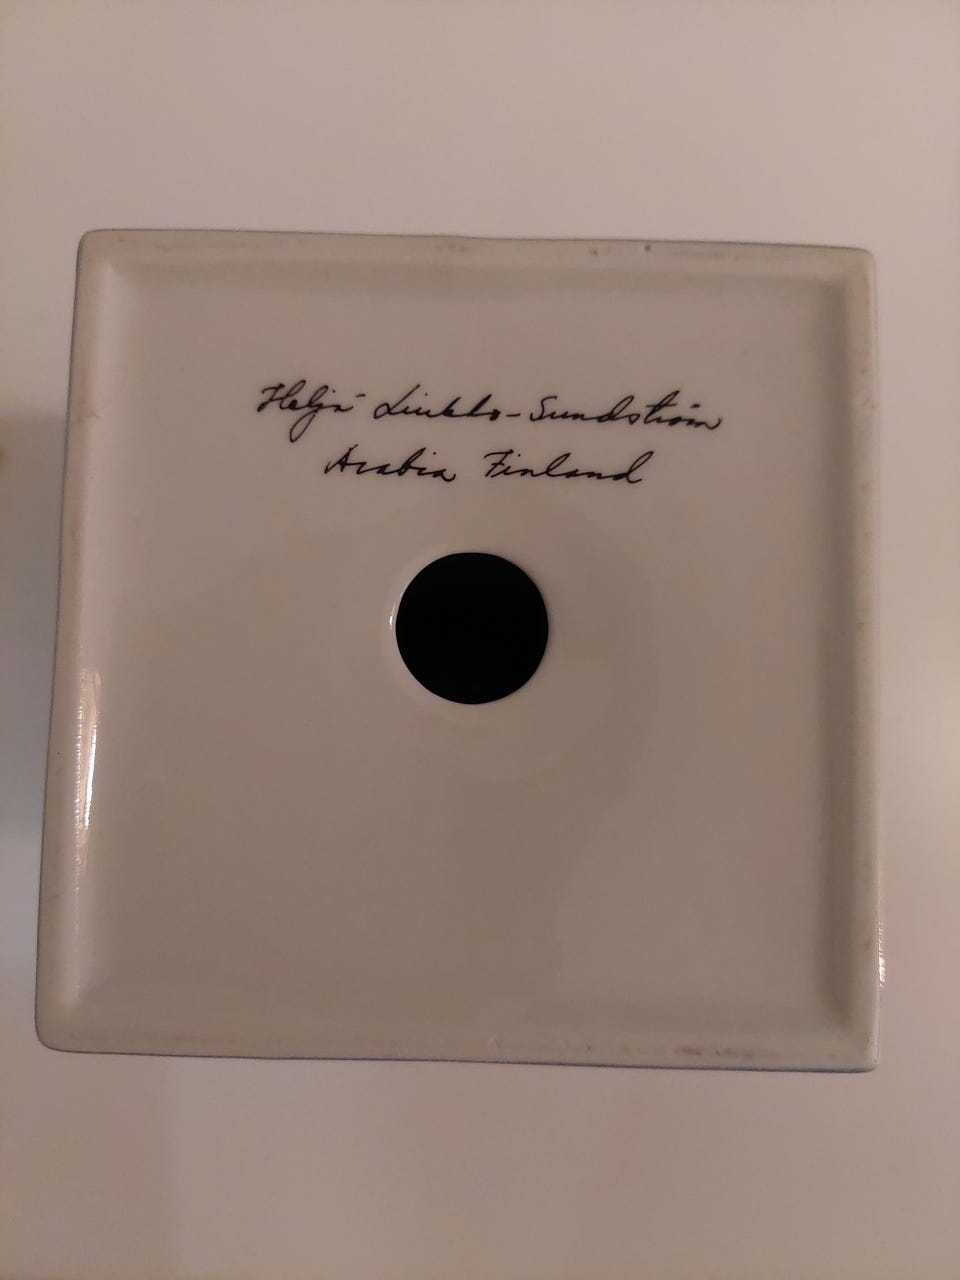 Heljä Liukko-Sundström
Arabia Finland